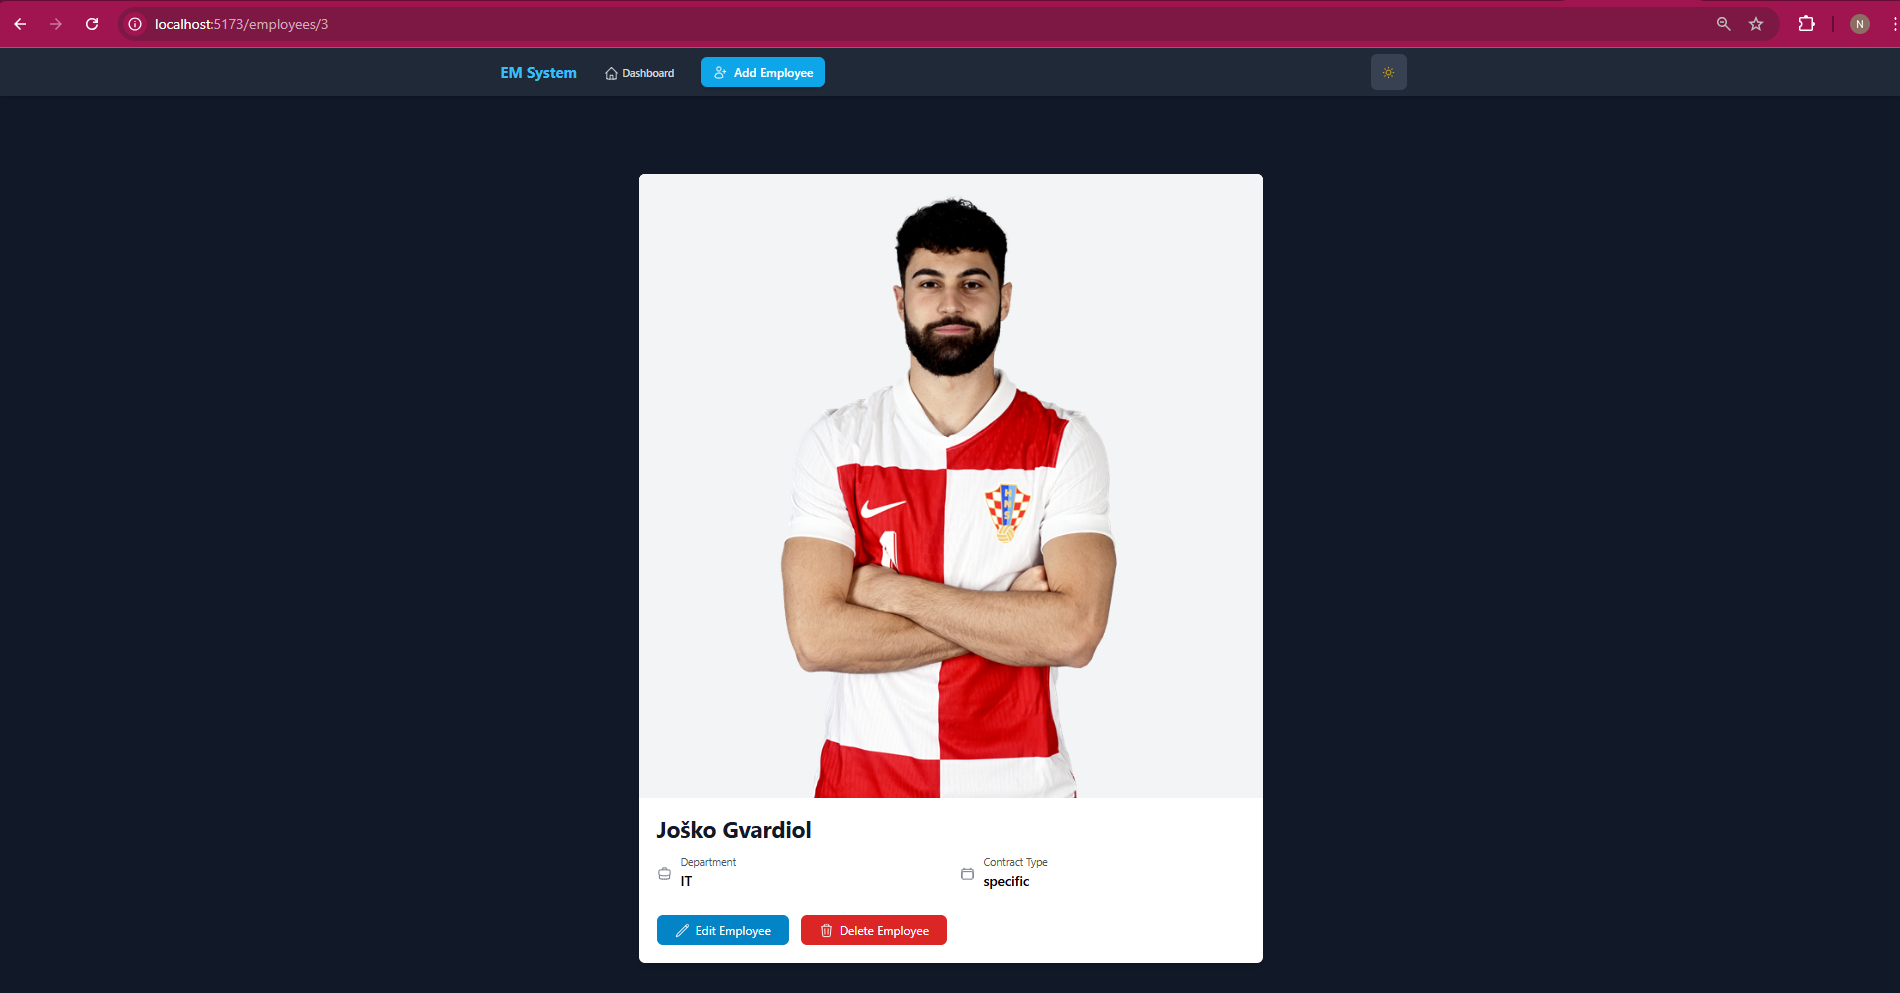 localhost:5173/employees/3
N
EM System
Dashboard
Add Employee
Joško Gvardiol
Department
IT
Contract Type
specific
Edit Employee
Delete Employee